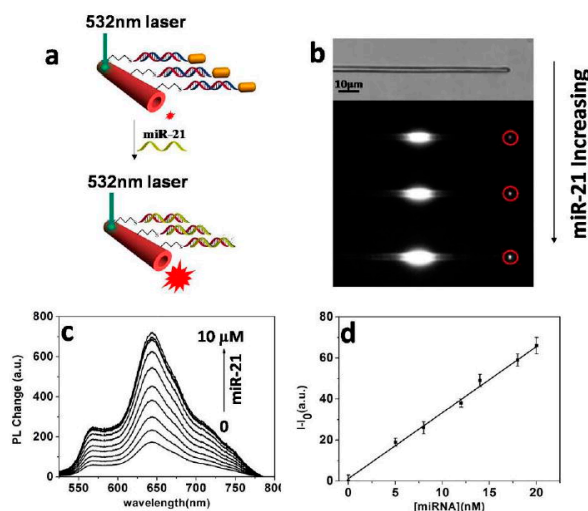 532nm laser
a
miR-21
532nm laser
b
10μm
miR-21 Increasing
c
10 μM
miR-21
0
PL Change (a.u.)
800
600
400
200
0
550
600
650
700
750
800
wavelength(nm)
d
I-I0(a.u.)
80
60
40
20
0
0
5
10
15
20
[miRNA](nM)